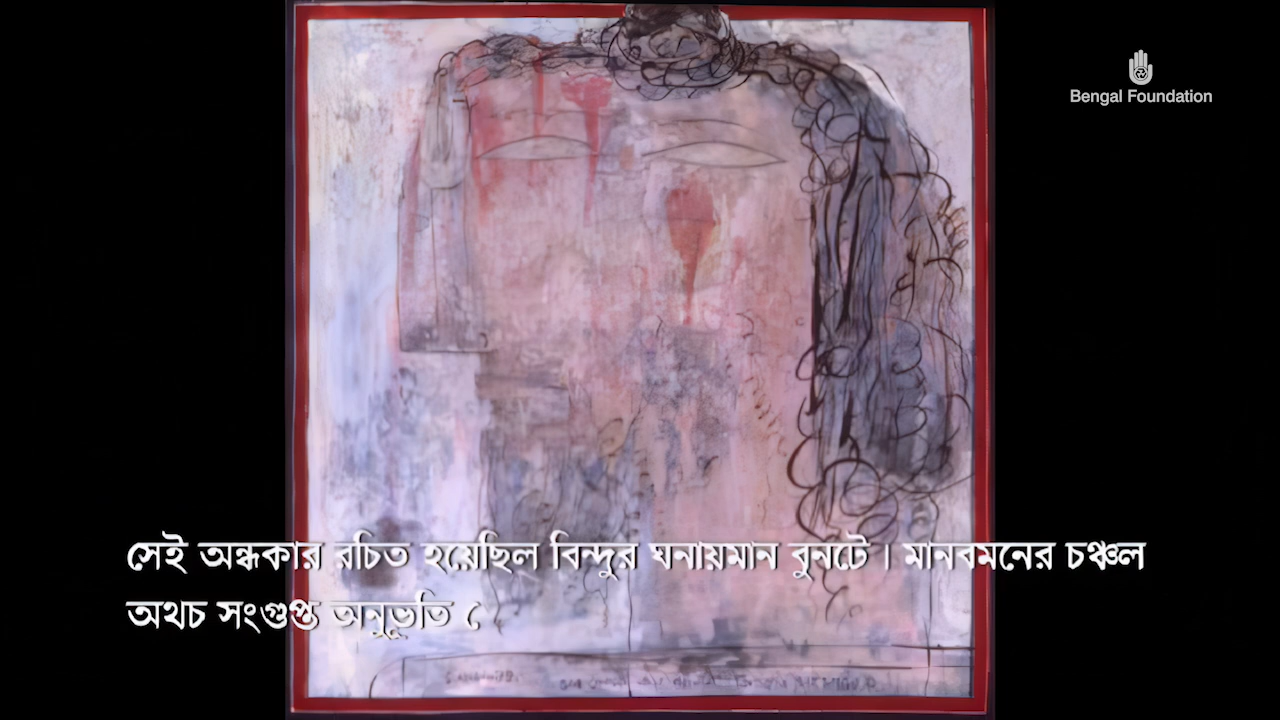 Bengal Foundation
সেই অন্ধকার রচিত হয়েছিল বিন্দুর ঘনায়মান বুনটে। মানবমনের চঞ্চল
অথচ সংগুপ্ত অনুভূতি